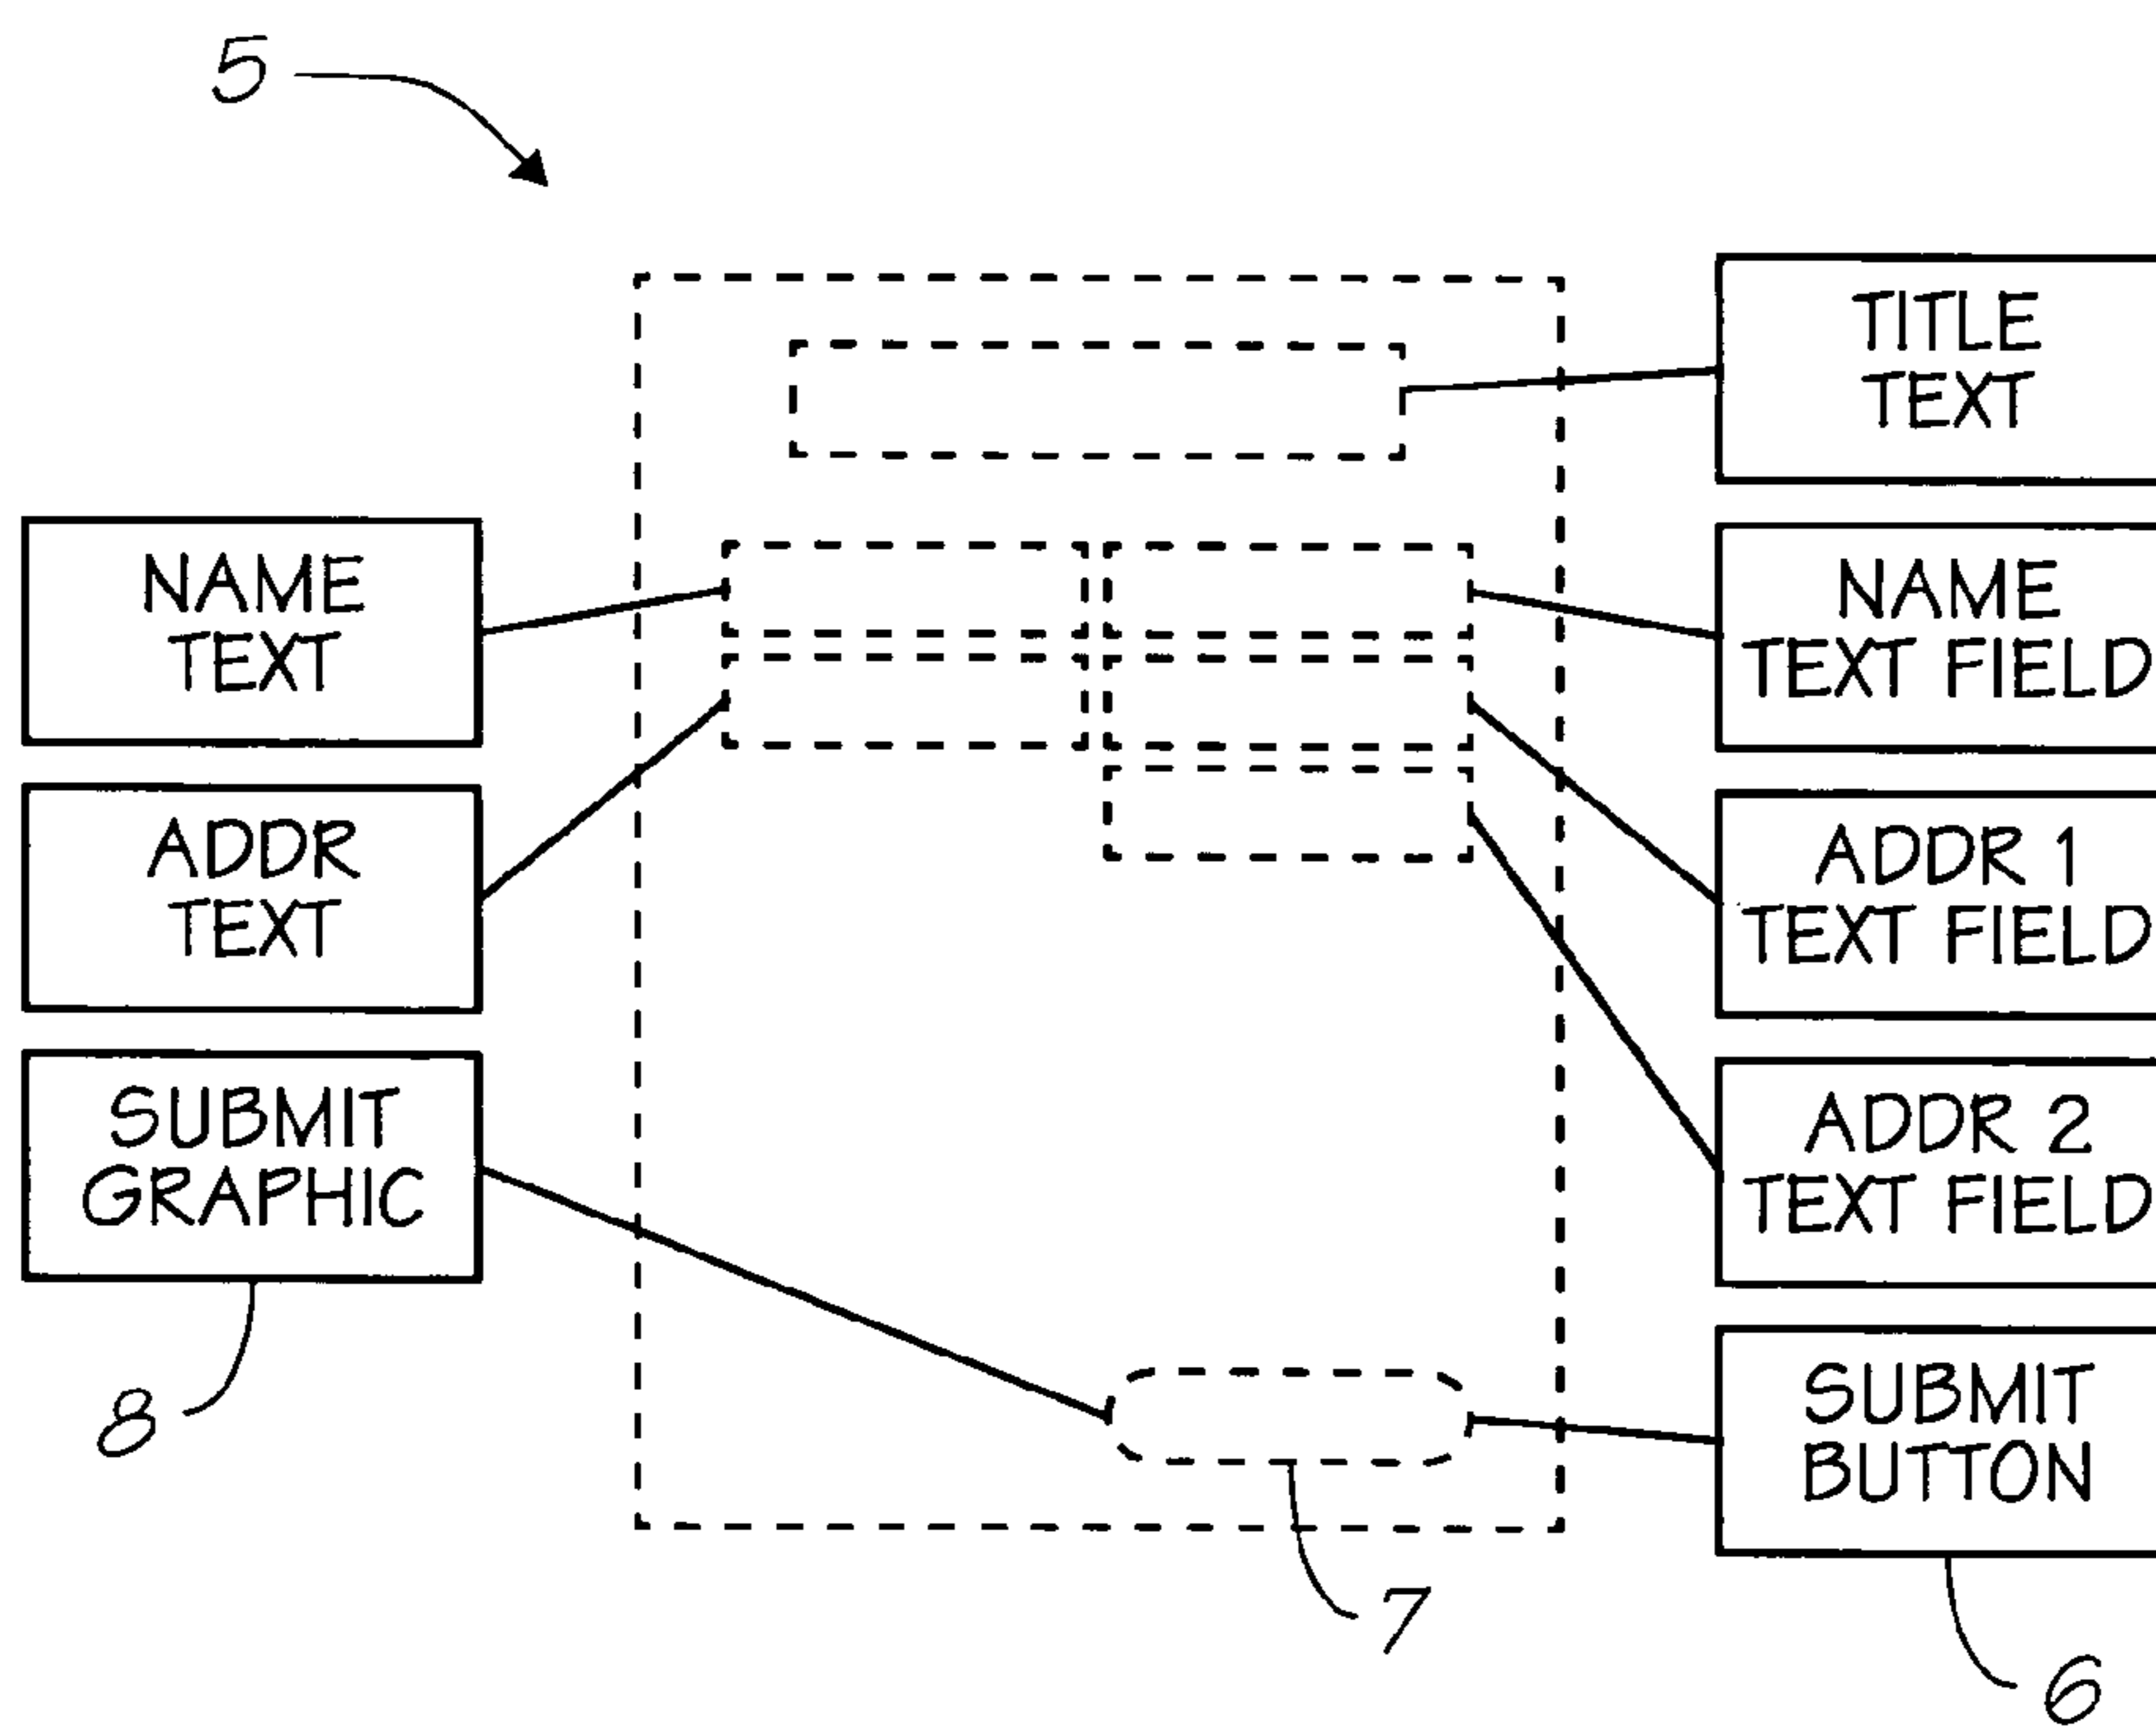 5
TITLE
TEXT
NAME
TEXT
NAME
TEXT FIELD
ADDR
TEXT
ADDR 1
TEXT FIELD
SUBMIT
GRAPHIC
ADDR 2
TEXT FIELD
SUBMIT
BUTTON
8
7
6